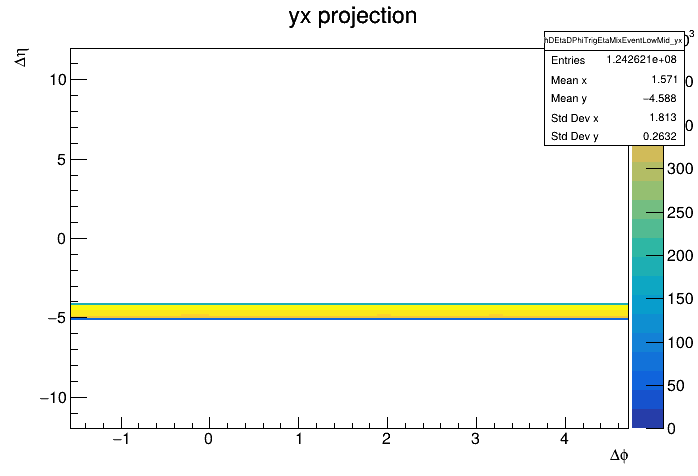 yx projection
hDEtaDPhiTrigEtaMixEventLowMid_yx
Entries 1.242621e+08
Mean x 1.571
Mean y −4.588
Std Dev x 1.813
Std Dev y 0.2632
Δη
10
5
0
−5
−10
−1 0 1 2 3 4
Δϕ
300
250
200
150
100
50
0